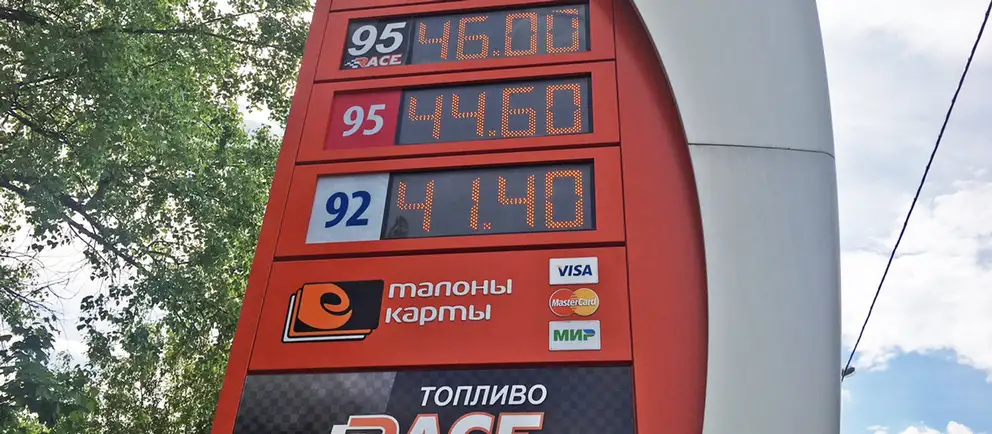 95 46.00
RACE
95 44.60
92 41.40
талоны
карты
VISA
MasterCard
МИР
ТОПЛИВО
RACE